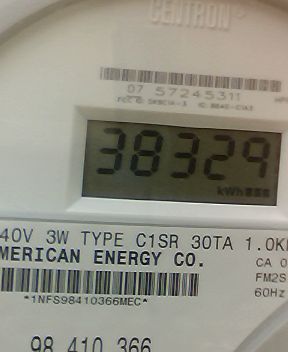 CENTRON
07 57245311
38329
kWh
40V 3W TYPE C1SR 30TA 1.0K
MERICAN ENERGY CO.
CA 0
FM2S
*1NFS98410366MEC*
60Hz
98 410 366